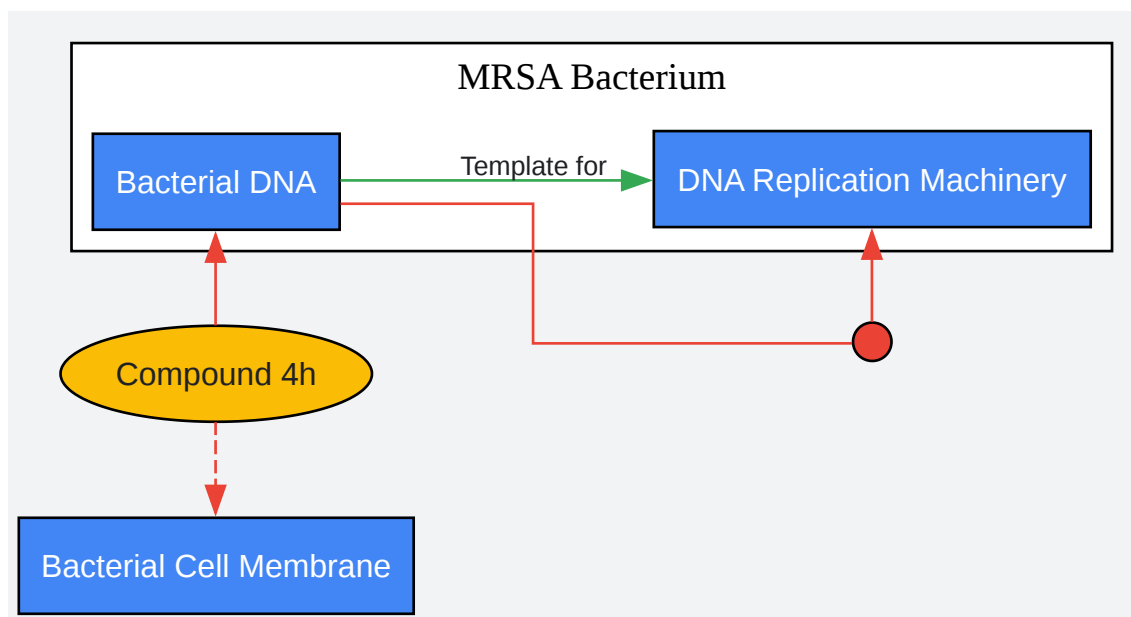 MRSA Bacterium
Bacterial DNA
Template for
DNA Replication Machinery
Compound 4h
Bacterial Cell Membrane